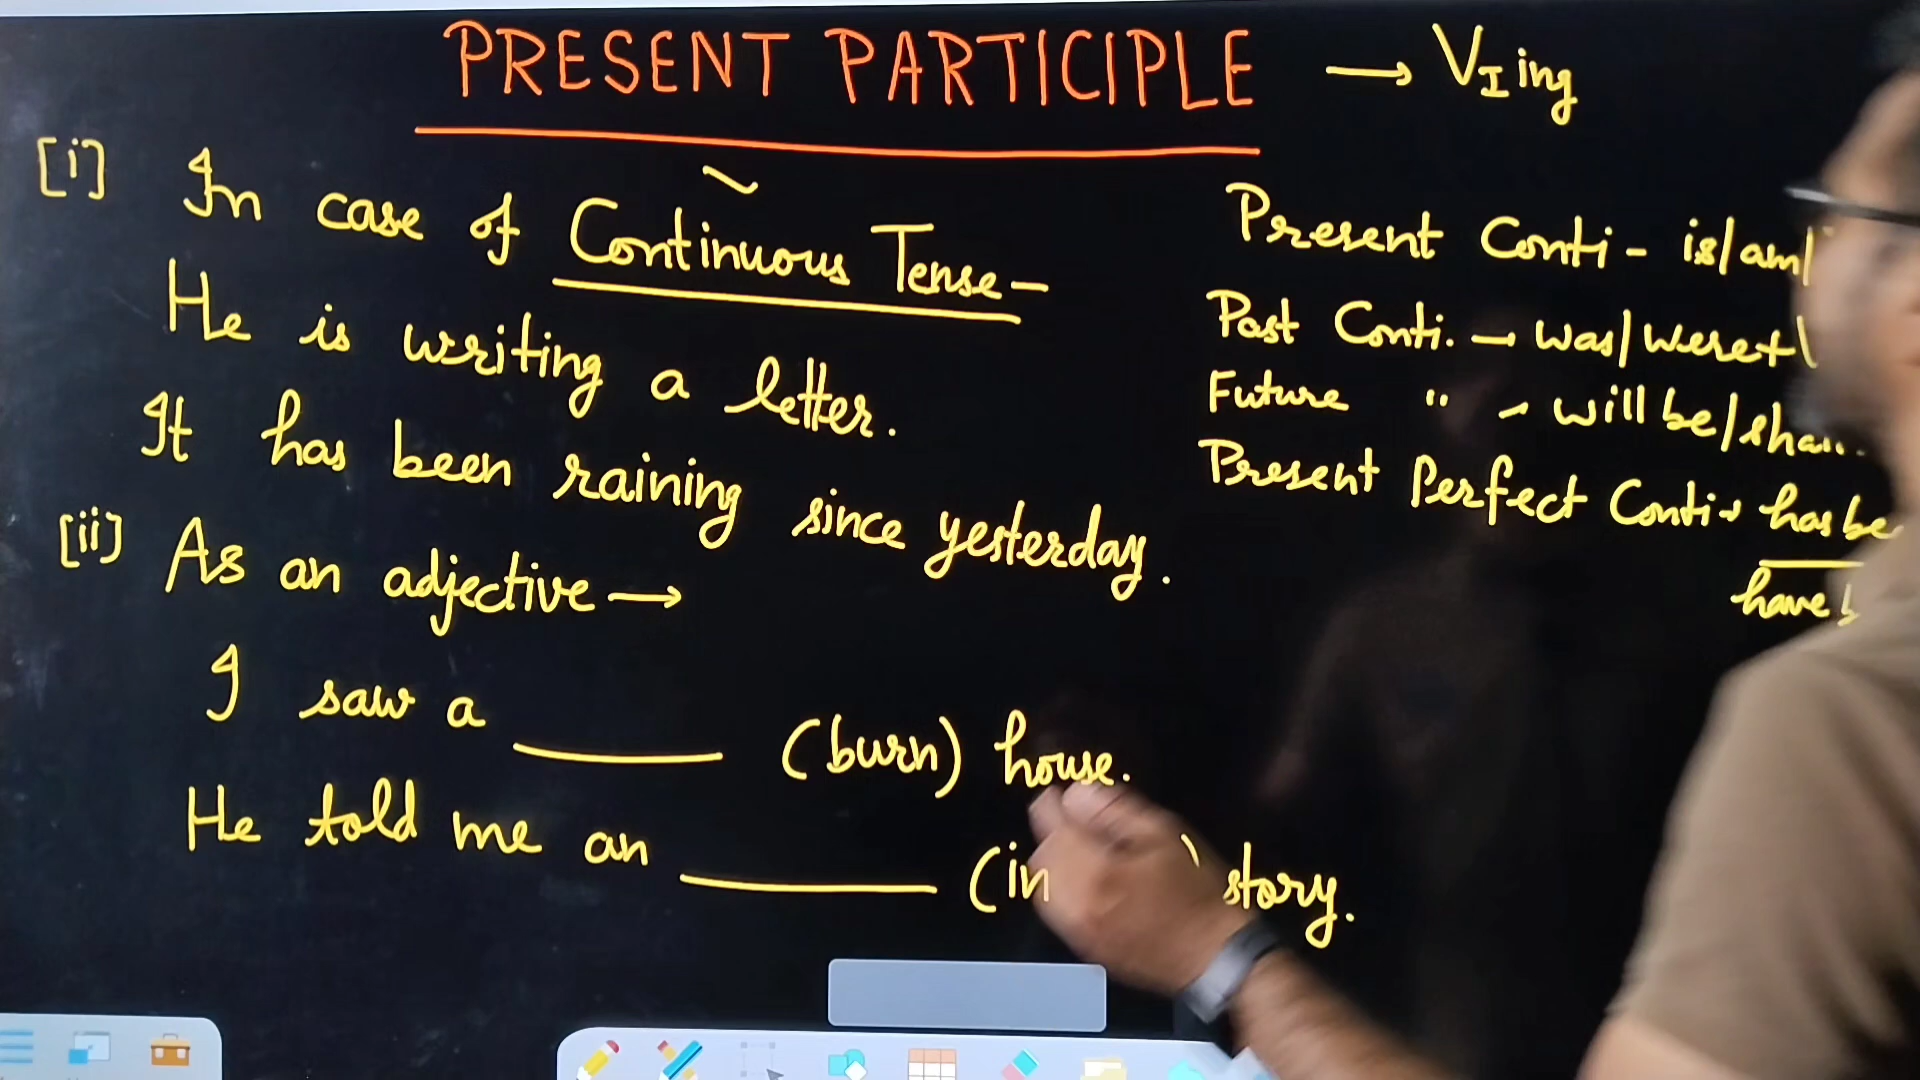 PRESENT PARTICIPLE → VI ing
[i] In case of Continuous Tense-
He is writing a letter.
It has been raining since yesterday.
[ii] As an adjective →
I saw a ____ (burn) house.
He told me an ____ (in ) story.
Present Conti - is/am/
Past Conti. → was/were+
Future " - will be/shal
Present Perfect Conti → has be
have